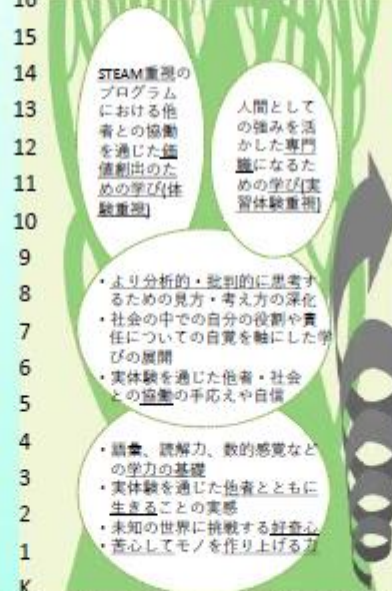 16
15
14
13
12
11
10
9
8
7
6
5
4
3
2
1
K
STEAM重視の
プログラム
における他
者との協働
を通じた価
値創出のた
めの学び(体
験重視)
人間として
の強みを活
かした専門
職になるた
めの学び(実
習体験重視)
・より分析的・批判的に思考す
るための見方・考え方の深化
・社会の中での自分の役割や責
任についての自覚を軸にした学
びの展開
・実体験を通じた他者・社会
との協働の手応えや自信
・語彙、読解力、数的感覚など
の学力の基礎
・実体験を通じた他者とともに
生きることの実感
・未知の世界に挑戦する好奇心
・苦心してモノを作り上げる力